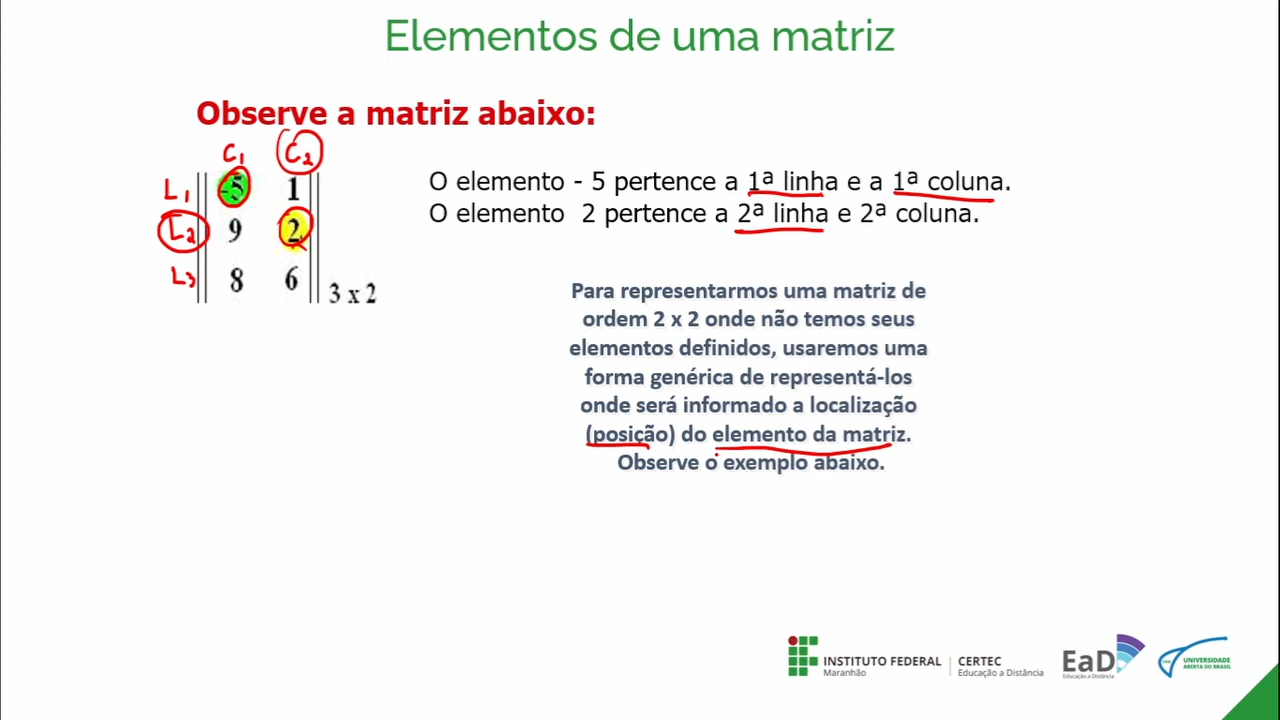 Elementos de uma matriz
Observe a matriz abaixo:
C1 C2
L1 -5 1
L2 9 2
L3 8 6
3 x 2
O elemento - 5 pertence a 1ª linha e a 1ª coluna.
O elemento 2 pertence a 2ª linha e 2ª coluna.
Para representarmos uma matriz de
ordem 2 x 2 onde não temos seus
elementos definidos, usaremos uma
forma genérica de representá-los
onde será informado a localização
(posição) do elemento da matriz.
Observe o exemplo abaixo.
INSTITUTO FEDERAL
Maranhão
CERTEC
Educação a Distância
EaD
Educação a Distância
UNIVERSIDADE
ABERTA DO BRASIL